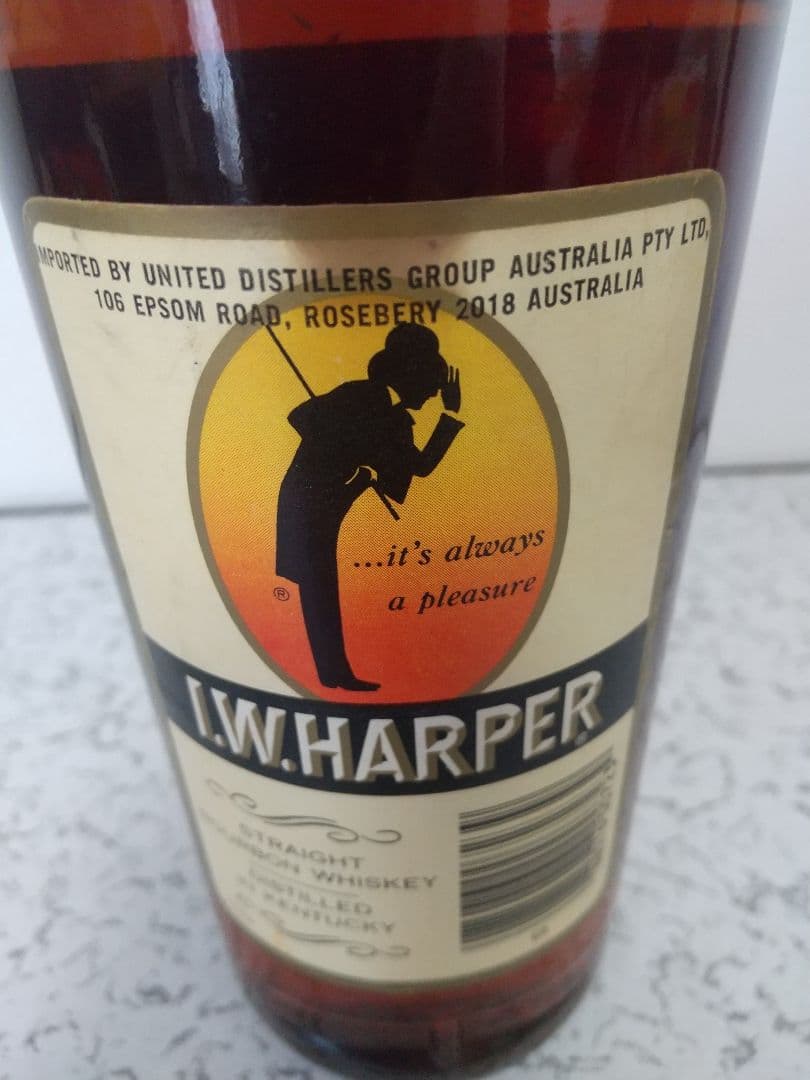 IMPORTED BY UNITED DISTILLERS GROUP AUSTRALIA PTY LTD,
106 EPSOM ROAD, ROSEBERY 2018 AUSTRALIA
...it's always
a pleasure
®
I.W.HARPER
STRAIGHT
BOURBON WHISKEY
DISTILLED
IN KENTUCKY